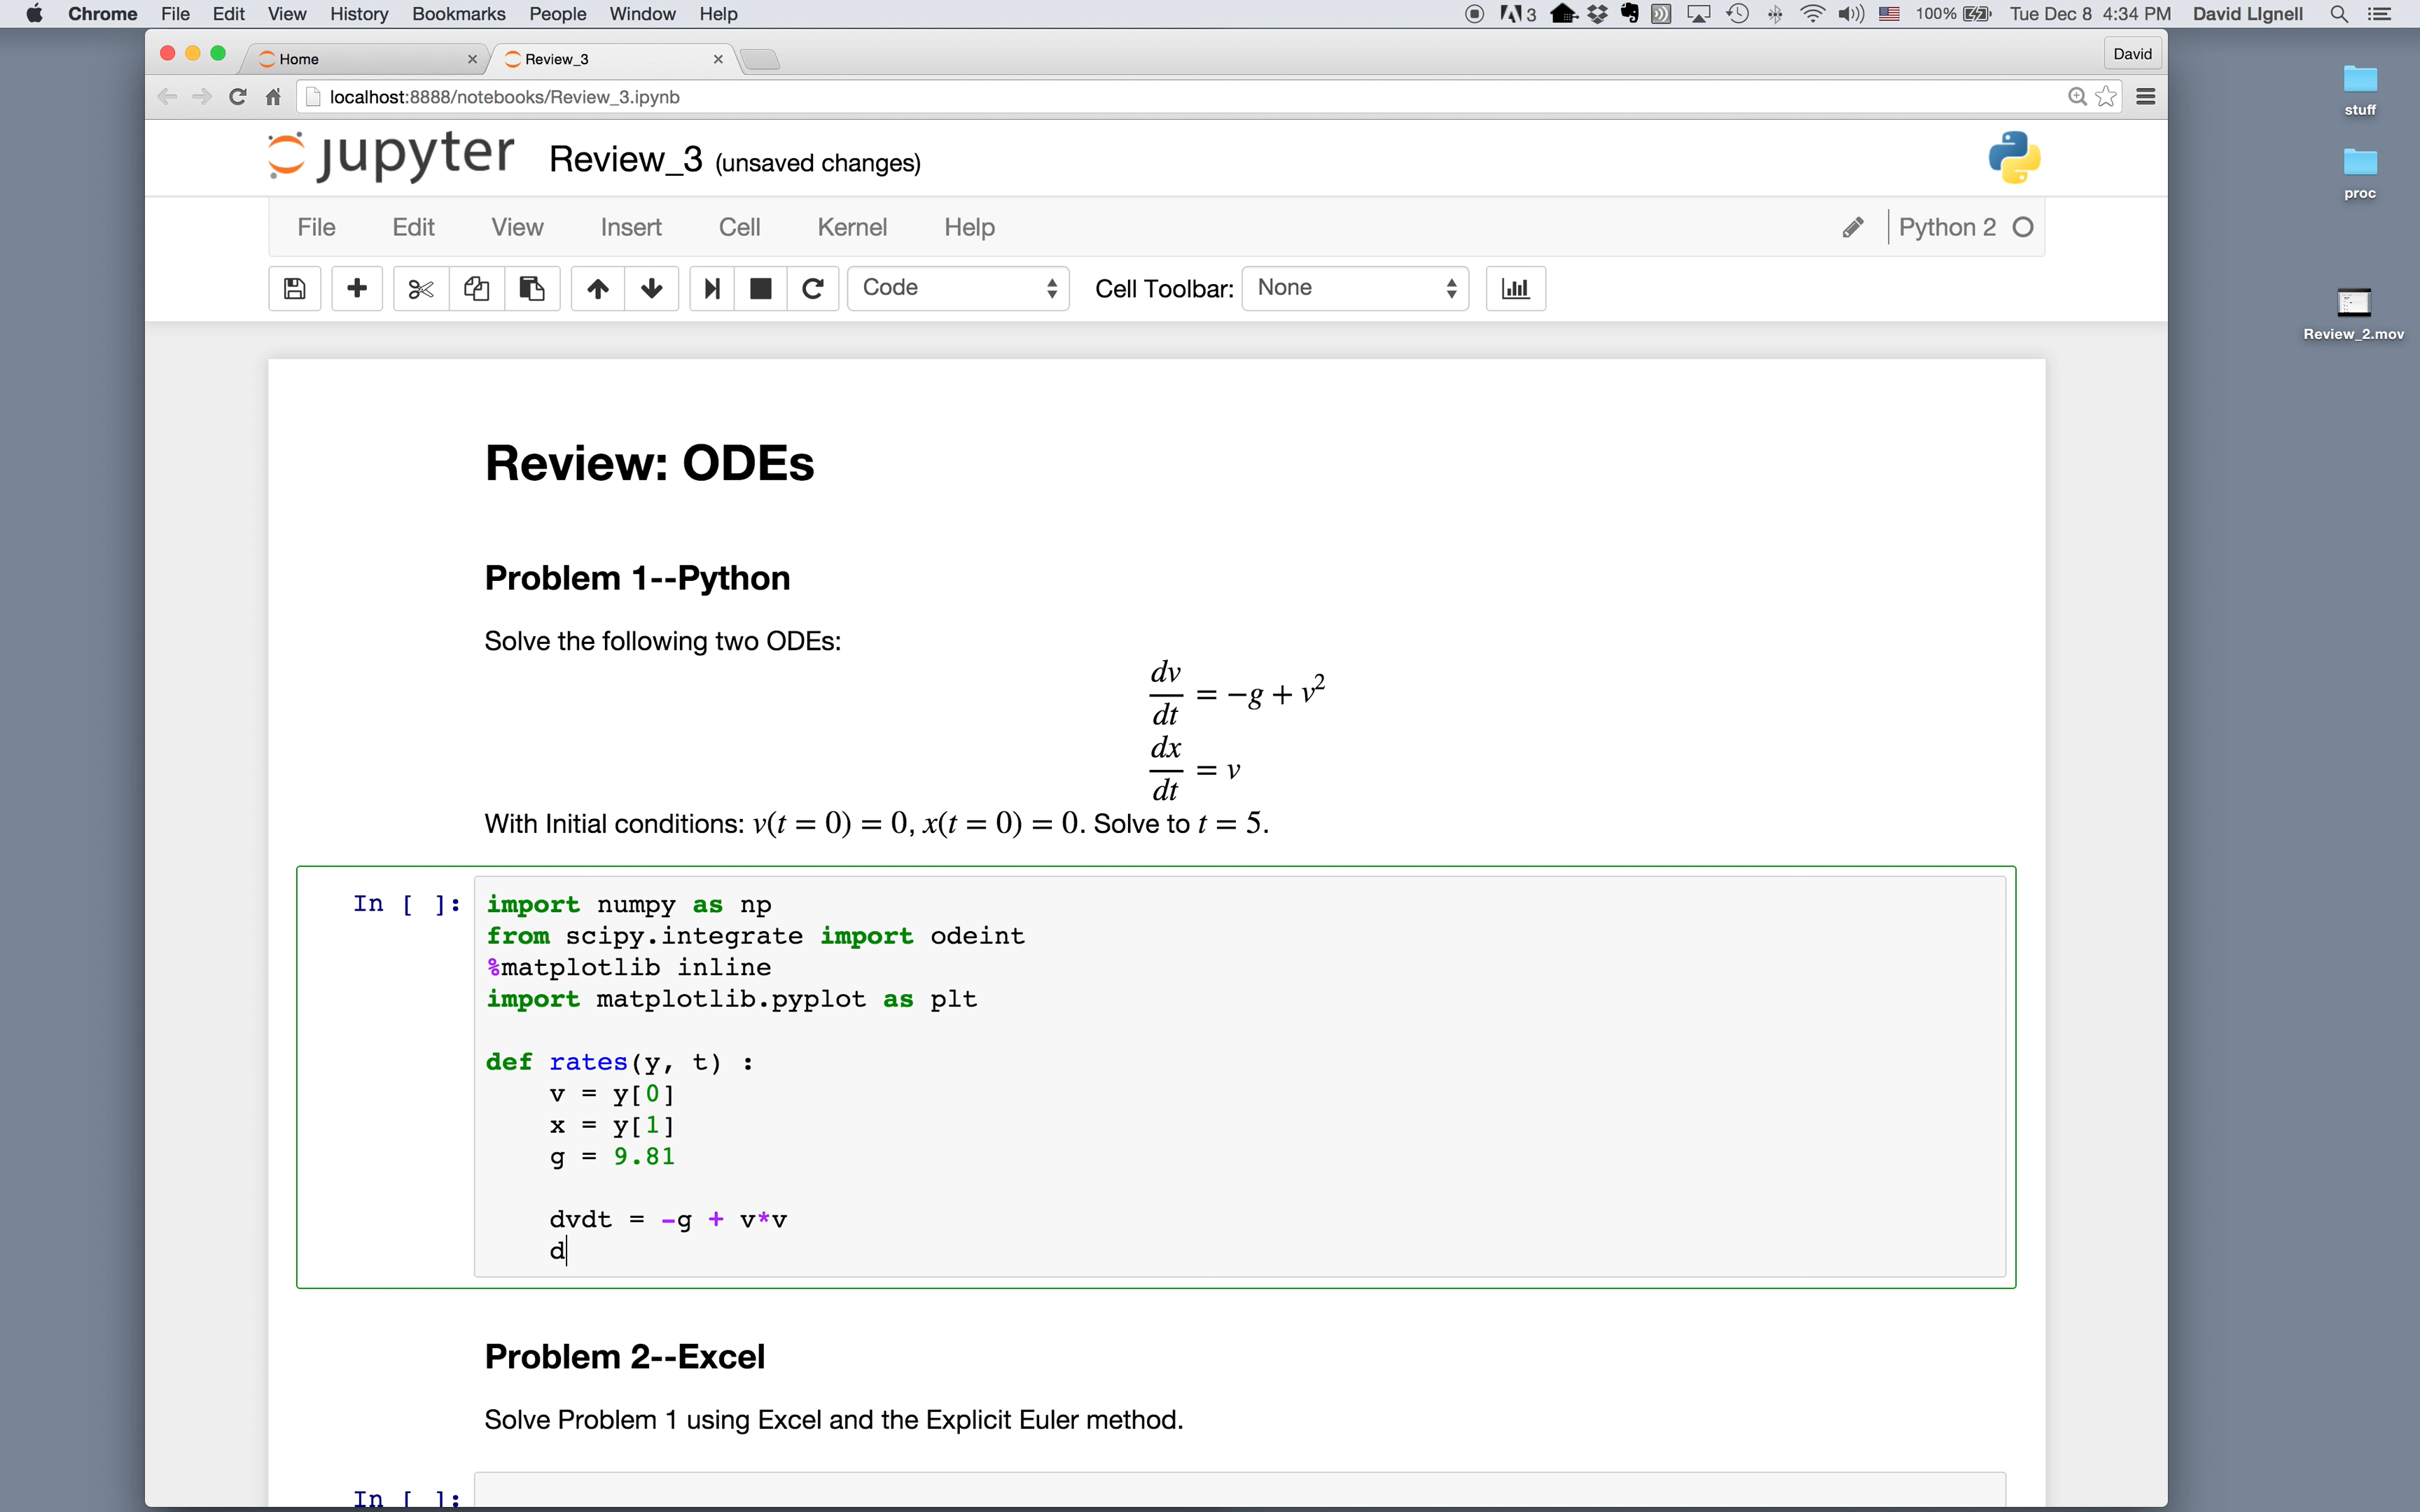 Chrome File Edit View History Bookmarks People Window Help 3 100% Tue Dec 8 4:34 PM David LIgnell
Home Review_3 David
localhost:8888/notebooks/Review_3.ipynb
stuff
proc
Review_2.mov
jupyter Review_3 (unsaved changes)
File Edit View Insert Cell Kernel Help Python 2
Code Cell Toolbar: None
Review: ODEs
Problem 1--Python
Solve the following two ODEs:
dv/dt = −g + v²
dx/dt = v
With Initial conditions: v(t = 0) = 0, x(t = 0) = 0. Solve to t = 5.
In [ ]: import numpy as np
from scipy.integrate import odeint
%matplotlib inline
import matplotlib.pyplot as plt
def rates(y, t) :
v = y[0]
x = y[1]
g = 9.81
dvdt = -g + v*v
d
Problem 2--Excel
Solve Problem 1 using Excel and the Explicit Euler method.
In [ ]: